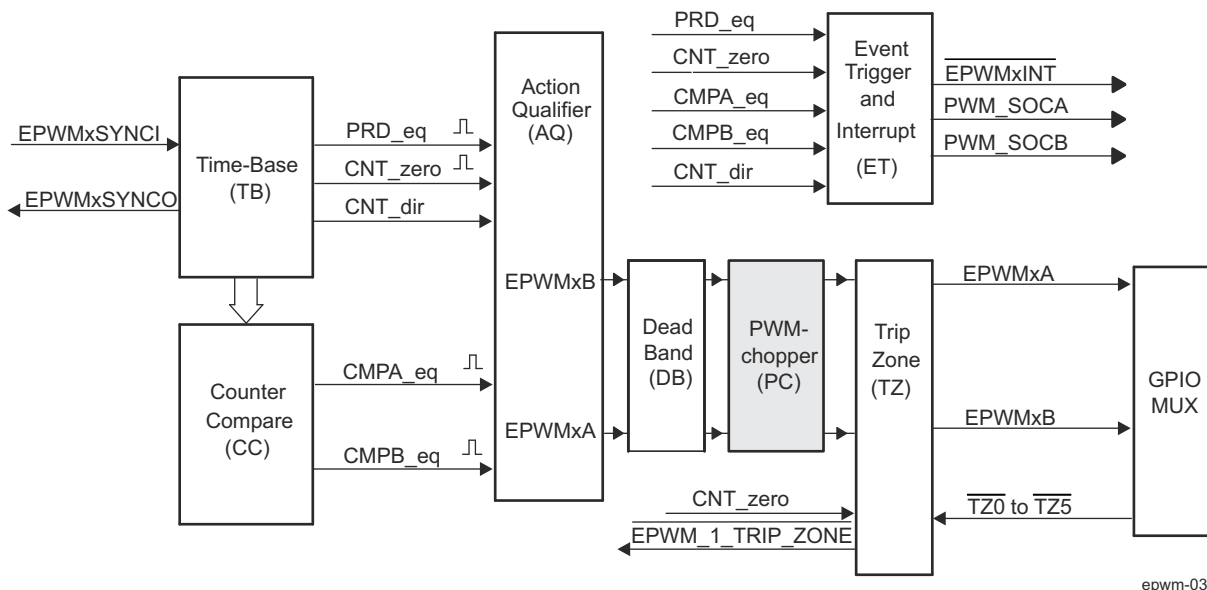 EPWMxSYNCI
EPWMxSYNCO
Time-Base
(TB)
PRD_eq
CNT_zero
CNT_dir
Counter
Compare
(CC)
CMPA_eq
CMPB_eq
Action
Qualifier
(AQ)
EPWMxB
EPWMxA
PRD_eq
CNT_zero
CMPA_eq
CMPB_eq
CNT_dir
Event
Trigger
and
Interrupt
(ET)
EPWMxINT
PWM_SOCA
PWM_SOCB
Dead
Band
(DB)
PWM-
chopper
(PC)
Trip
Zone
(TZ)
CNT_zero
EPWM_1_TRIP_ZONE
EPWMxA
EPWMxB
TZ0 to TZ5
GPIO
MUX
epwm-03